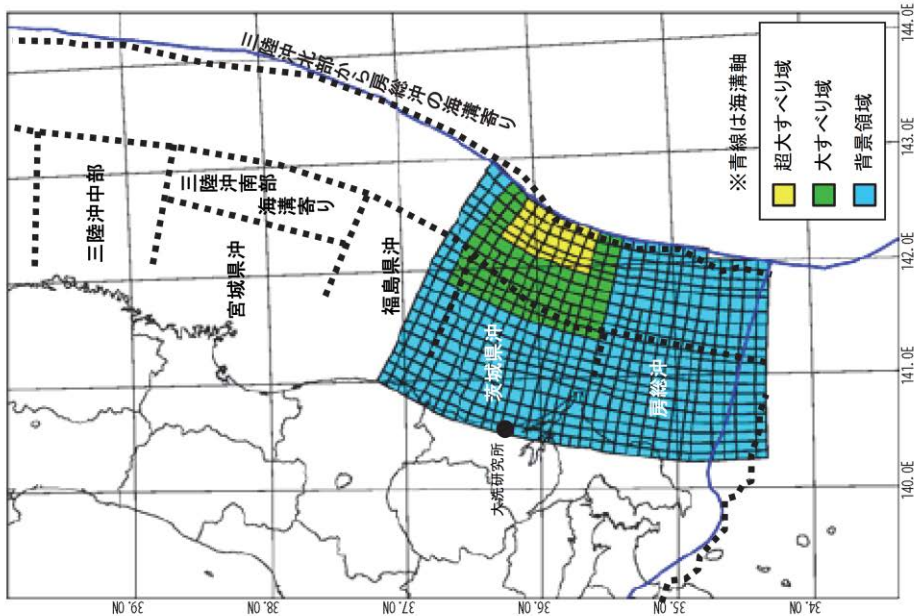 三陸沖北部から房総沖の海溝寄り
三陸沖中部
三陸沖南部
海溝寄り
宮城県沖
福島県沖
茨城県沖
房総沖
大洗研究所
※青線は海溝軸
超大すべり域
大すべり域
背景領域
39.0N
38.0N
37.0N
36.0N
35.0N
34.0N
140.0E
141.0E
142.0E
143.0E
144.0E